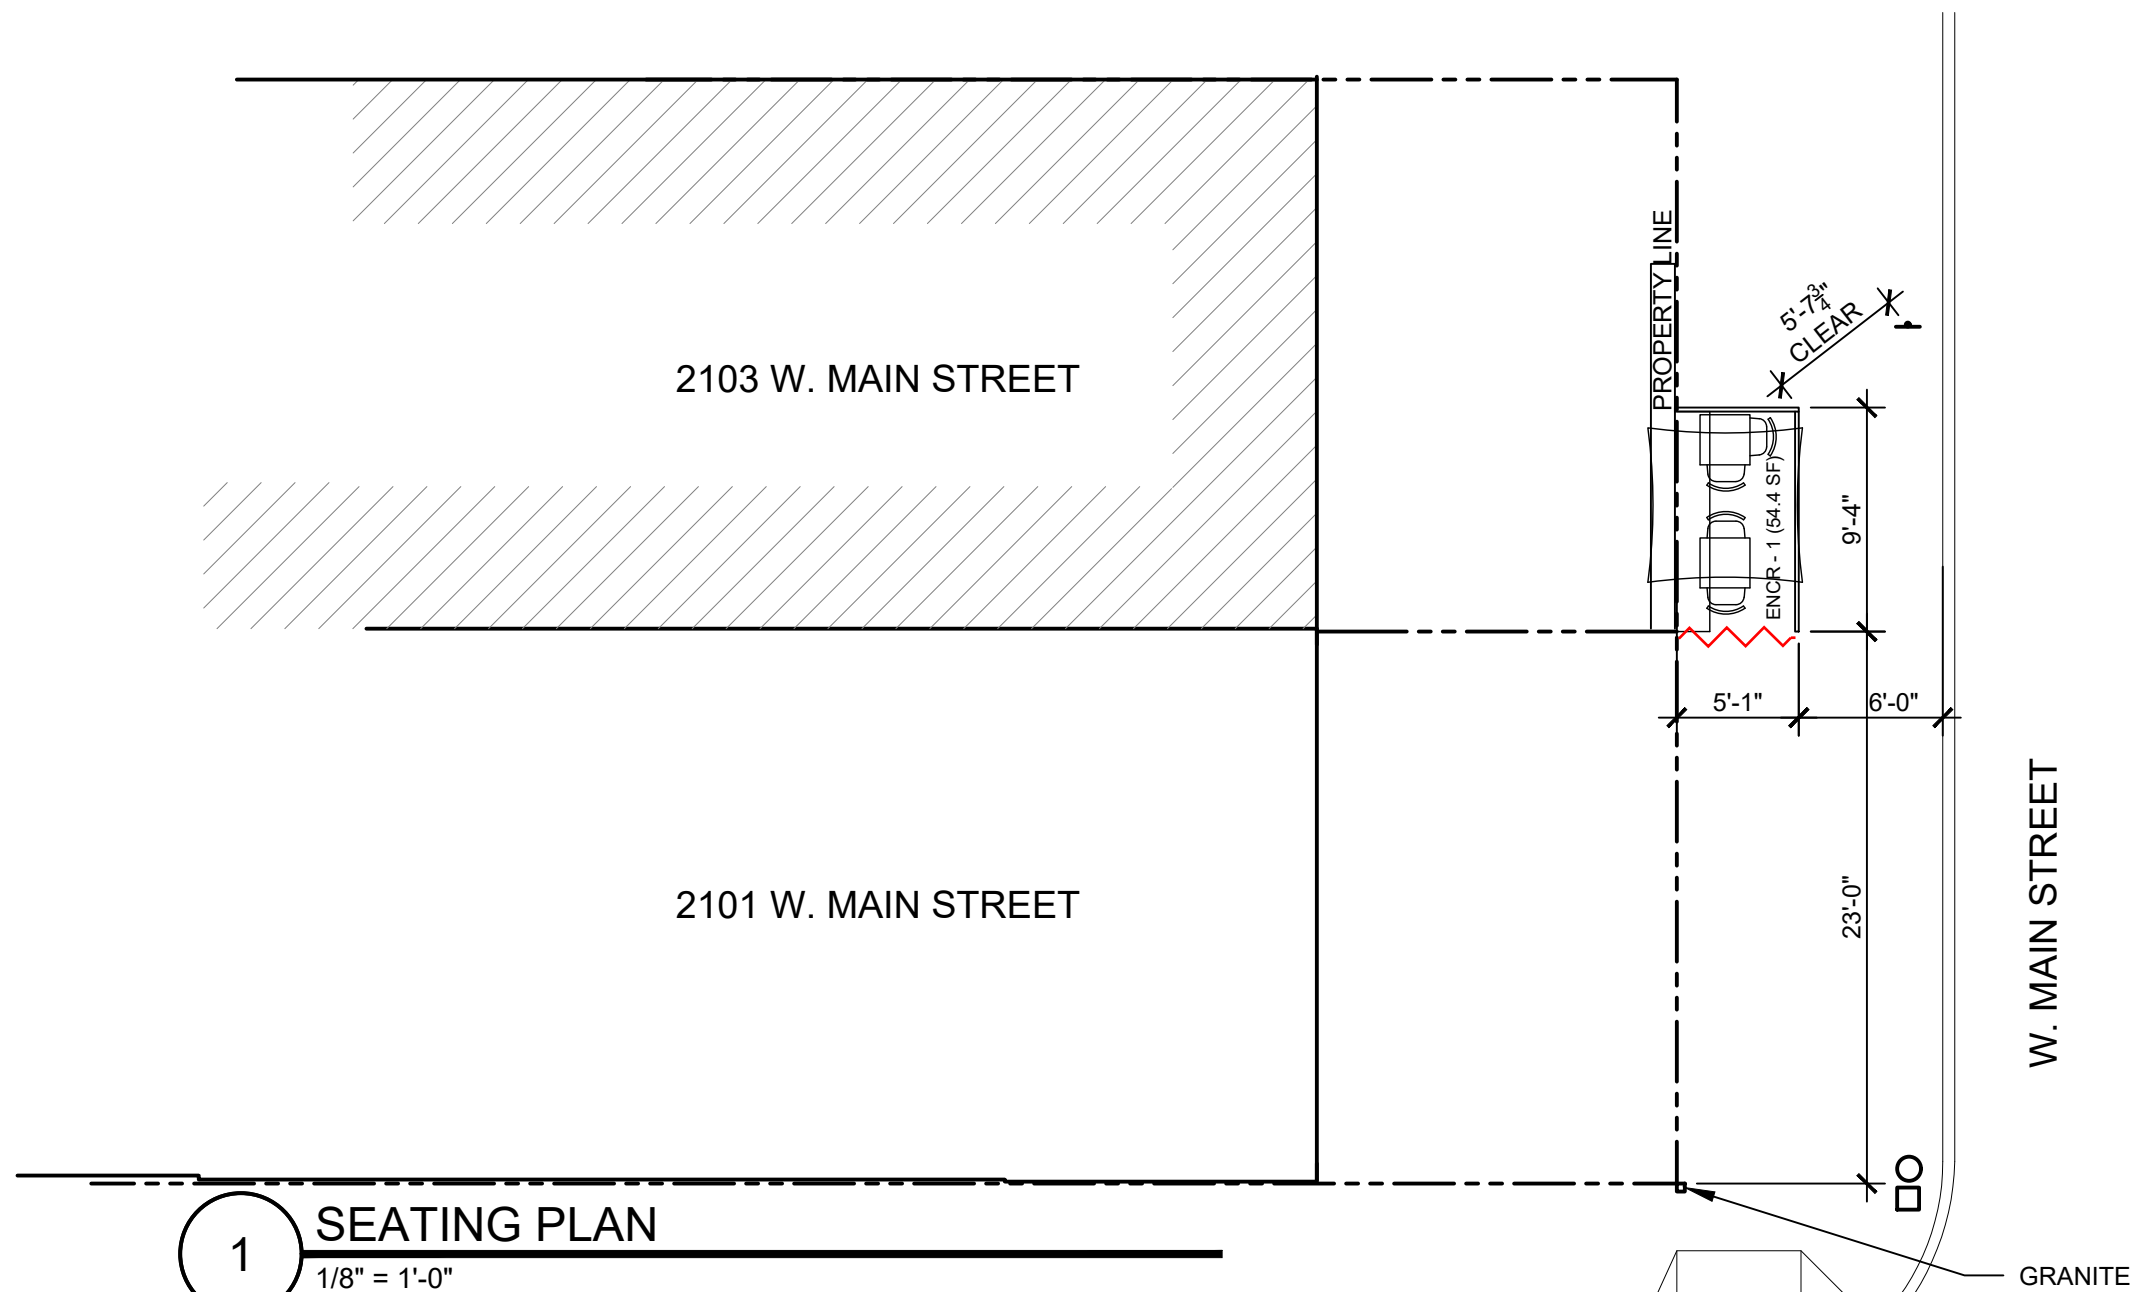 PROPERTY LINE
5'-7¾"
CLEAR
2103 W. MAIN STREET
ENCR - 1 (54.4 SF)
9'-4"
5'-1"
6'-0"
2101 W. MAIN STREET
23'-0"
W. MAIN STREET
1
SEATING PLAN
1/8" = 1'-0"
GRANITE